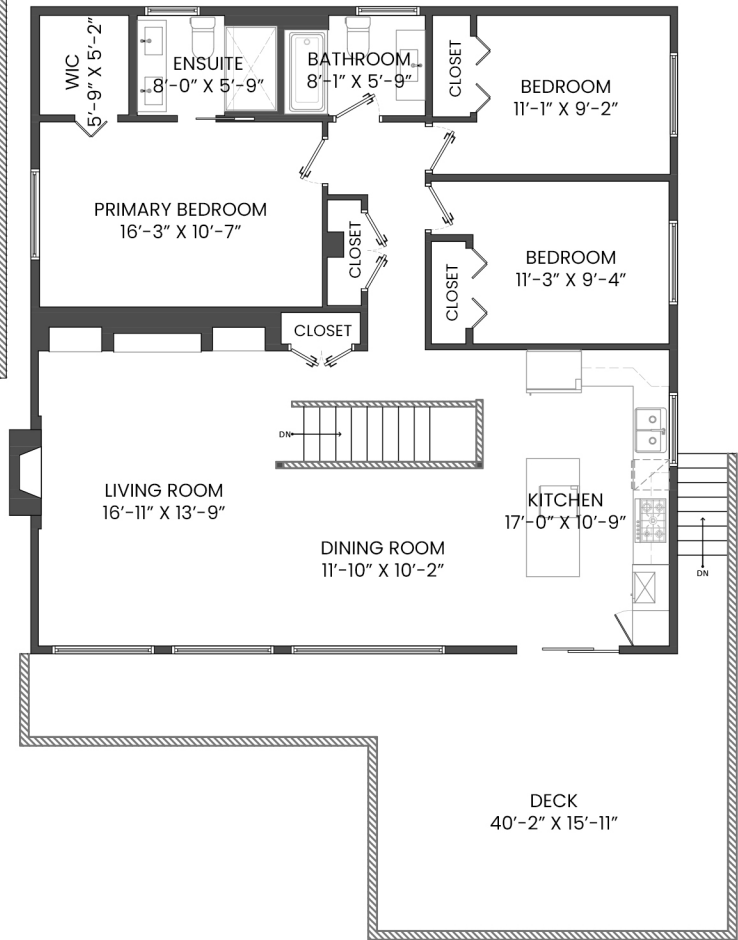 WIC
5'-9" X 5'-2"
ENSUITE
8'-0" X 5'-9"
BATHROOM
8'-1" X 5'-9"
CLOSET
BEDROOM
11'-1" X 9'-2"
PRIMARY BEDROOM
16'-3" X 10'-7"
CLOSET
BEDROOM
11'-3" X 9'-4"
CLOSET
CLOSET
DN
LIVING ROOM
16'-11" X 13'-9"
KITCHEN
17'-0" X 10'-9"
DINING ROOM
11'-10" X 10'-2"
DN
DECK
40'-2" X 15'-11"